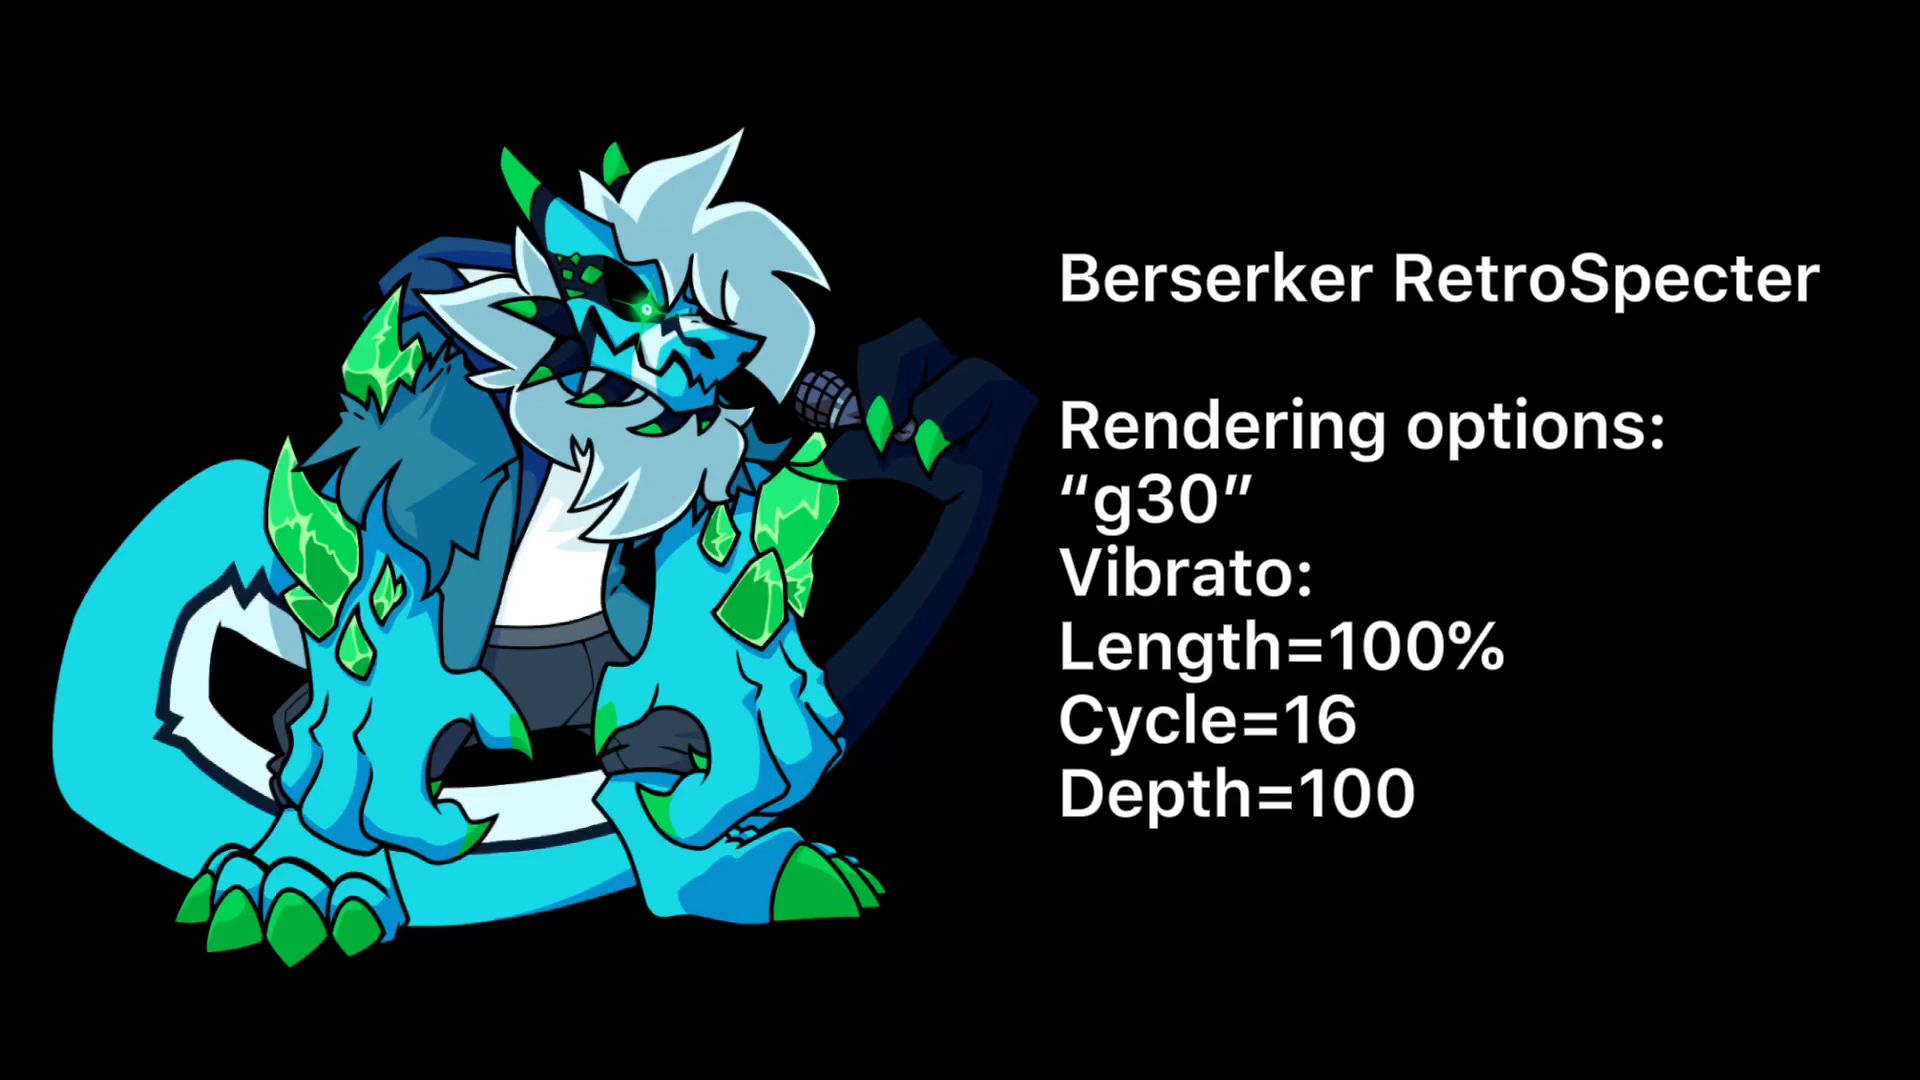 Berserker RetroSpecter
Rendering options:
“g30”
Vibrato:
Length=100%
Cycle=16
Depth=100